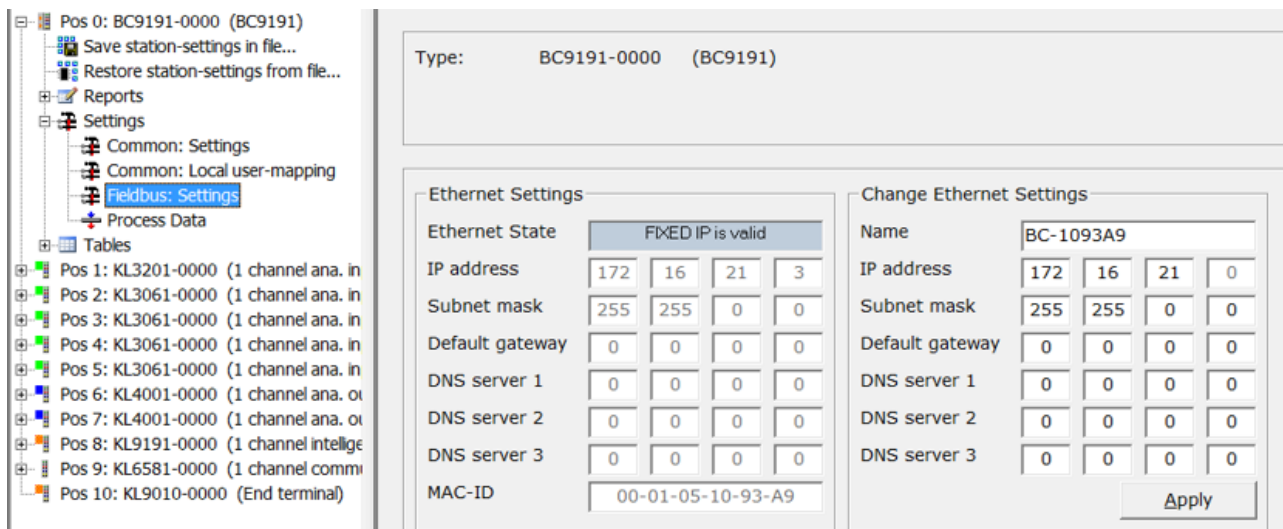 Pos 0: BC9191-0000 (BC9191)
Save station-settings in file...
Restore station-settings from file...
Reports
Settings
Common: Settings
Common: Local user-mapping
Fieldbus: Settings
Process Data
Tables
Pos 1: KL3201-0000 (1 channel ana. in
Pos 2: KL3061-0000 (1 channel ana. in
Pos 3: KL3061-0000 (1 channel ana. in
Pos 4: KL3061-0000 (1 channel ana. in
Pos 5: KL3061-0000 (1 channel ana. in
Pos 6: KL4001-0000 (1 channel ana. ou
Pos 7: KL4001-0000 (1 channel ana. ou
Pos 8: KL9191-0000 (1 channel intellige
Pos 9: KL6581-0000 (1 channel commu
Pos 10: KL9010-0000 (End terminal)
Type: BC9191-0000 (BC9191)
Ethernet Settings
Ethernet State FIXED IP is valid
IP address 172 16 21 3
Subnet mask 255 255 0 0
Default gateway 0 0 0 0
DNS server 1 0 0 0 0
DNS server 2 0 0 0 0
DNS server 3 0 0 0 0
MAC-ID 00-01-05-10-93-A9
Change Ethernet Settings
Name BC-1093A9
IP address 172 16 21 0
Subnet mask 255 255 0 0
Default gateway 0 0 0 0
DNS server 1 0 0 0 0
DNS server 2 0 0 0 0
DNS server 3 0 0 0 0
Apply